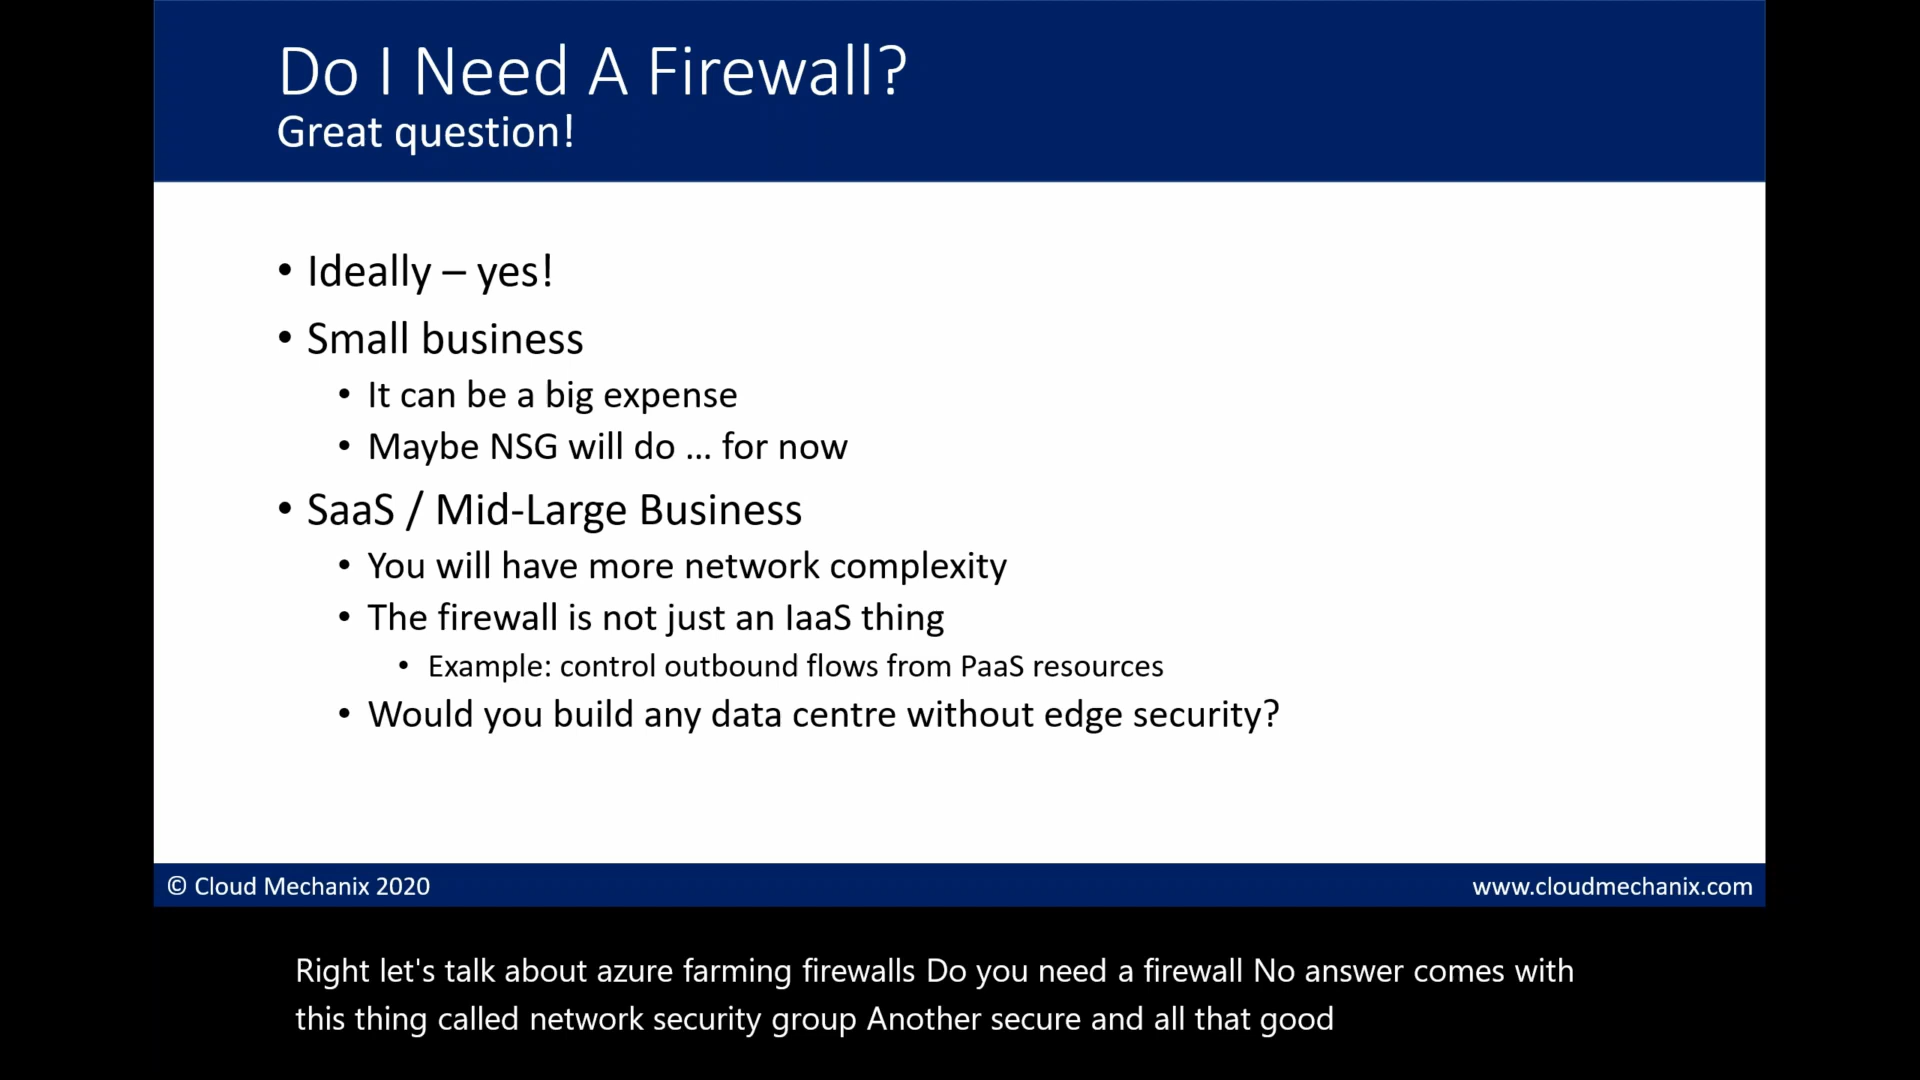 Do I Need A Firewall?
Great question!
• Ideally – yes!
• Small business
• It can be a big expense
• Maybe NSG will do ... for now
• SaaS / Mid-Large Business
• You will have more network complexity
• The firewall is not just an IaaS thing
• Example: control outbound flows from PaaS resources
• Would you build any data centre without edge security?
© Cloud Mechanix 2020
www.cloudmechanix.com
Right let's talk about azure farming firewalls Do you need a firewall No answer comes with
this thing called network security group Another secure and all that good